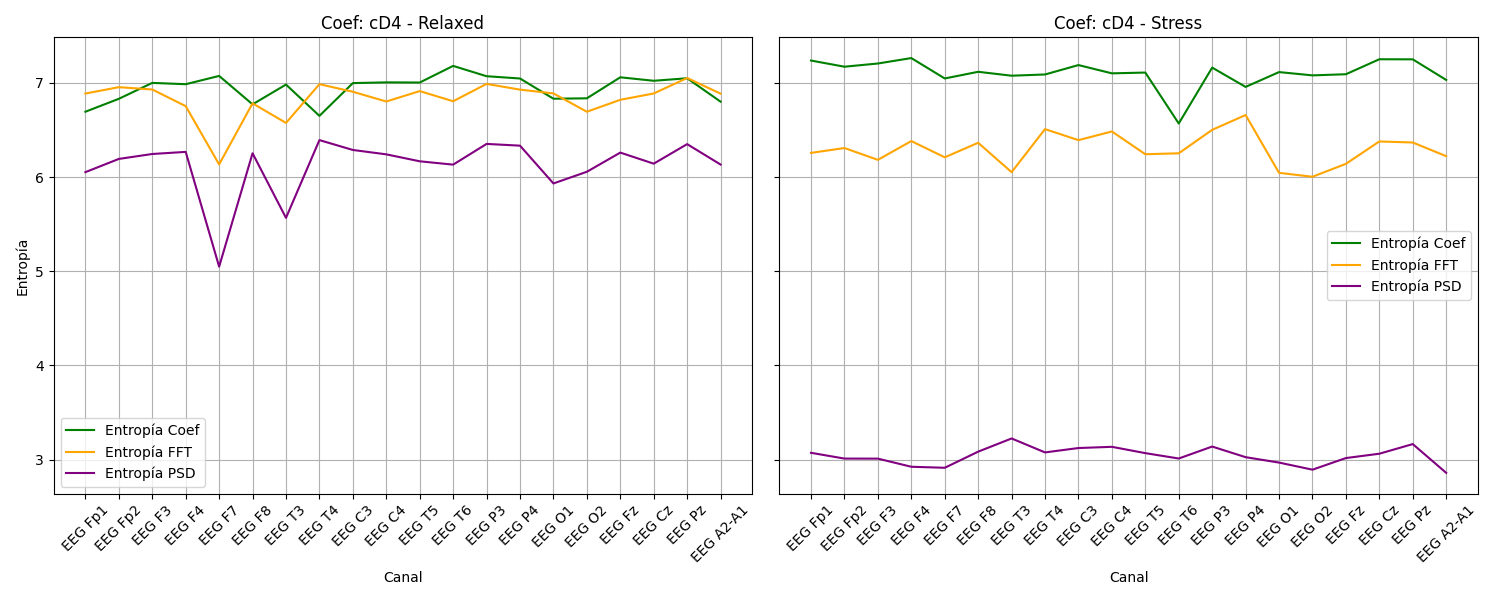 Coef: cD4 - Relaxed
Entropía
7
6
5
4
3
Entropía Coef
Entropía FFT
Entropía PSD
EEG Fp1
EEG Fp2
EEG F3
EEG F4
EEG F7
EEG F8
EEG T3
EEG T4
EEG C3
EEG C4
EEG T5
EEG T6
EEG P3
EEG P4
EEG O1
EEG O2
EEG Fz
EEG Cz
EEG Pz
EEG A2-A1
Canal
Coef: cD4 - Stress
Entropía Coef
Entropía FFT
Entropía PSD
EEG Fp1
EEG Fp2
EEG F3
EEG F4
EEG F7
EEG F8
EEG T3
EEG T4
EEG C3
EEG C4
EEG T5
EEG T6
EEG P3
EEG P4
EEG O1
EEG O2
EEG Fz
EEG Cz
EEG Pz
EEG A2-A1
Canal